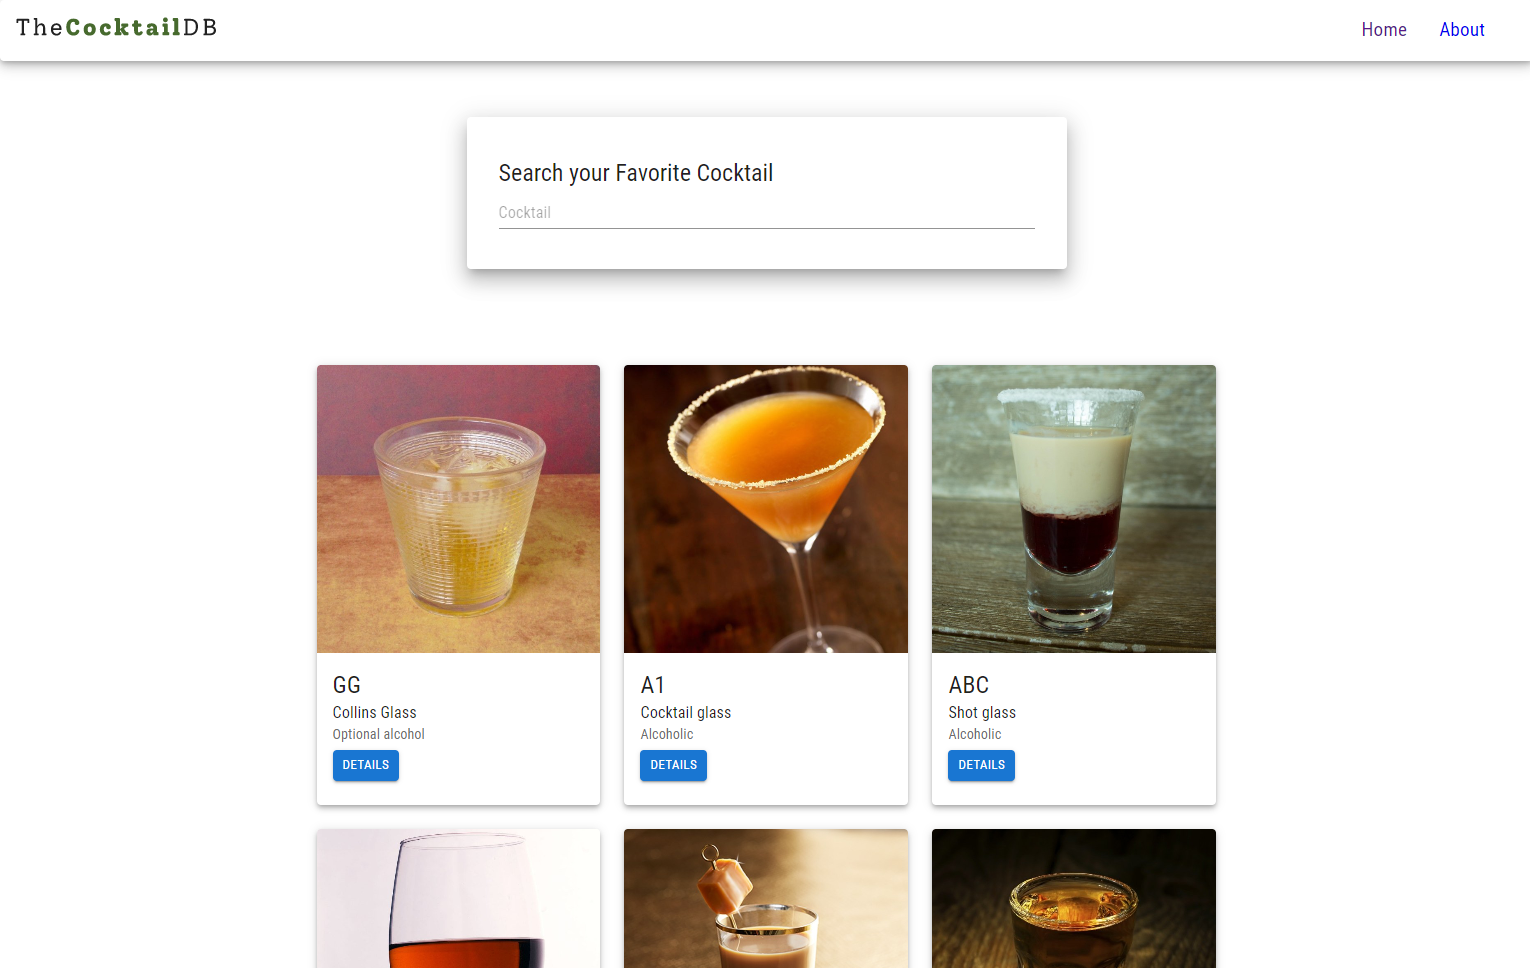 TheCocktailDB
Home
About
Search your Favorite Cocktail
Cocktail
GG
Collins Glass
Optional alcohol
DETAILS
A1
Cocktail glass
Alcoholic
DETAILS
ABC
Shot glass
Alcoholic
DETAILS